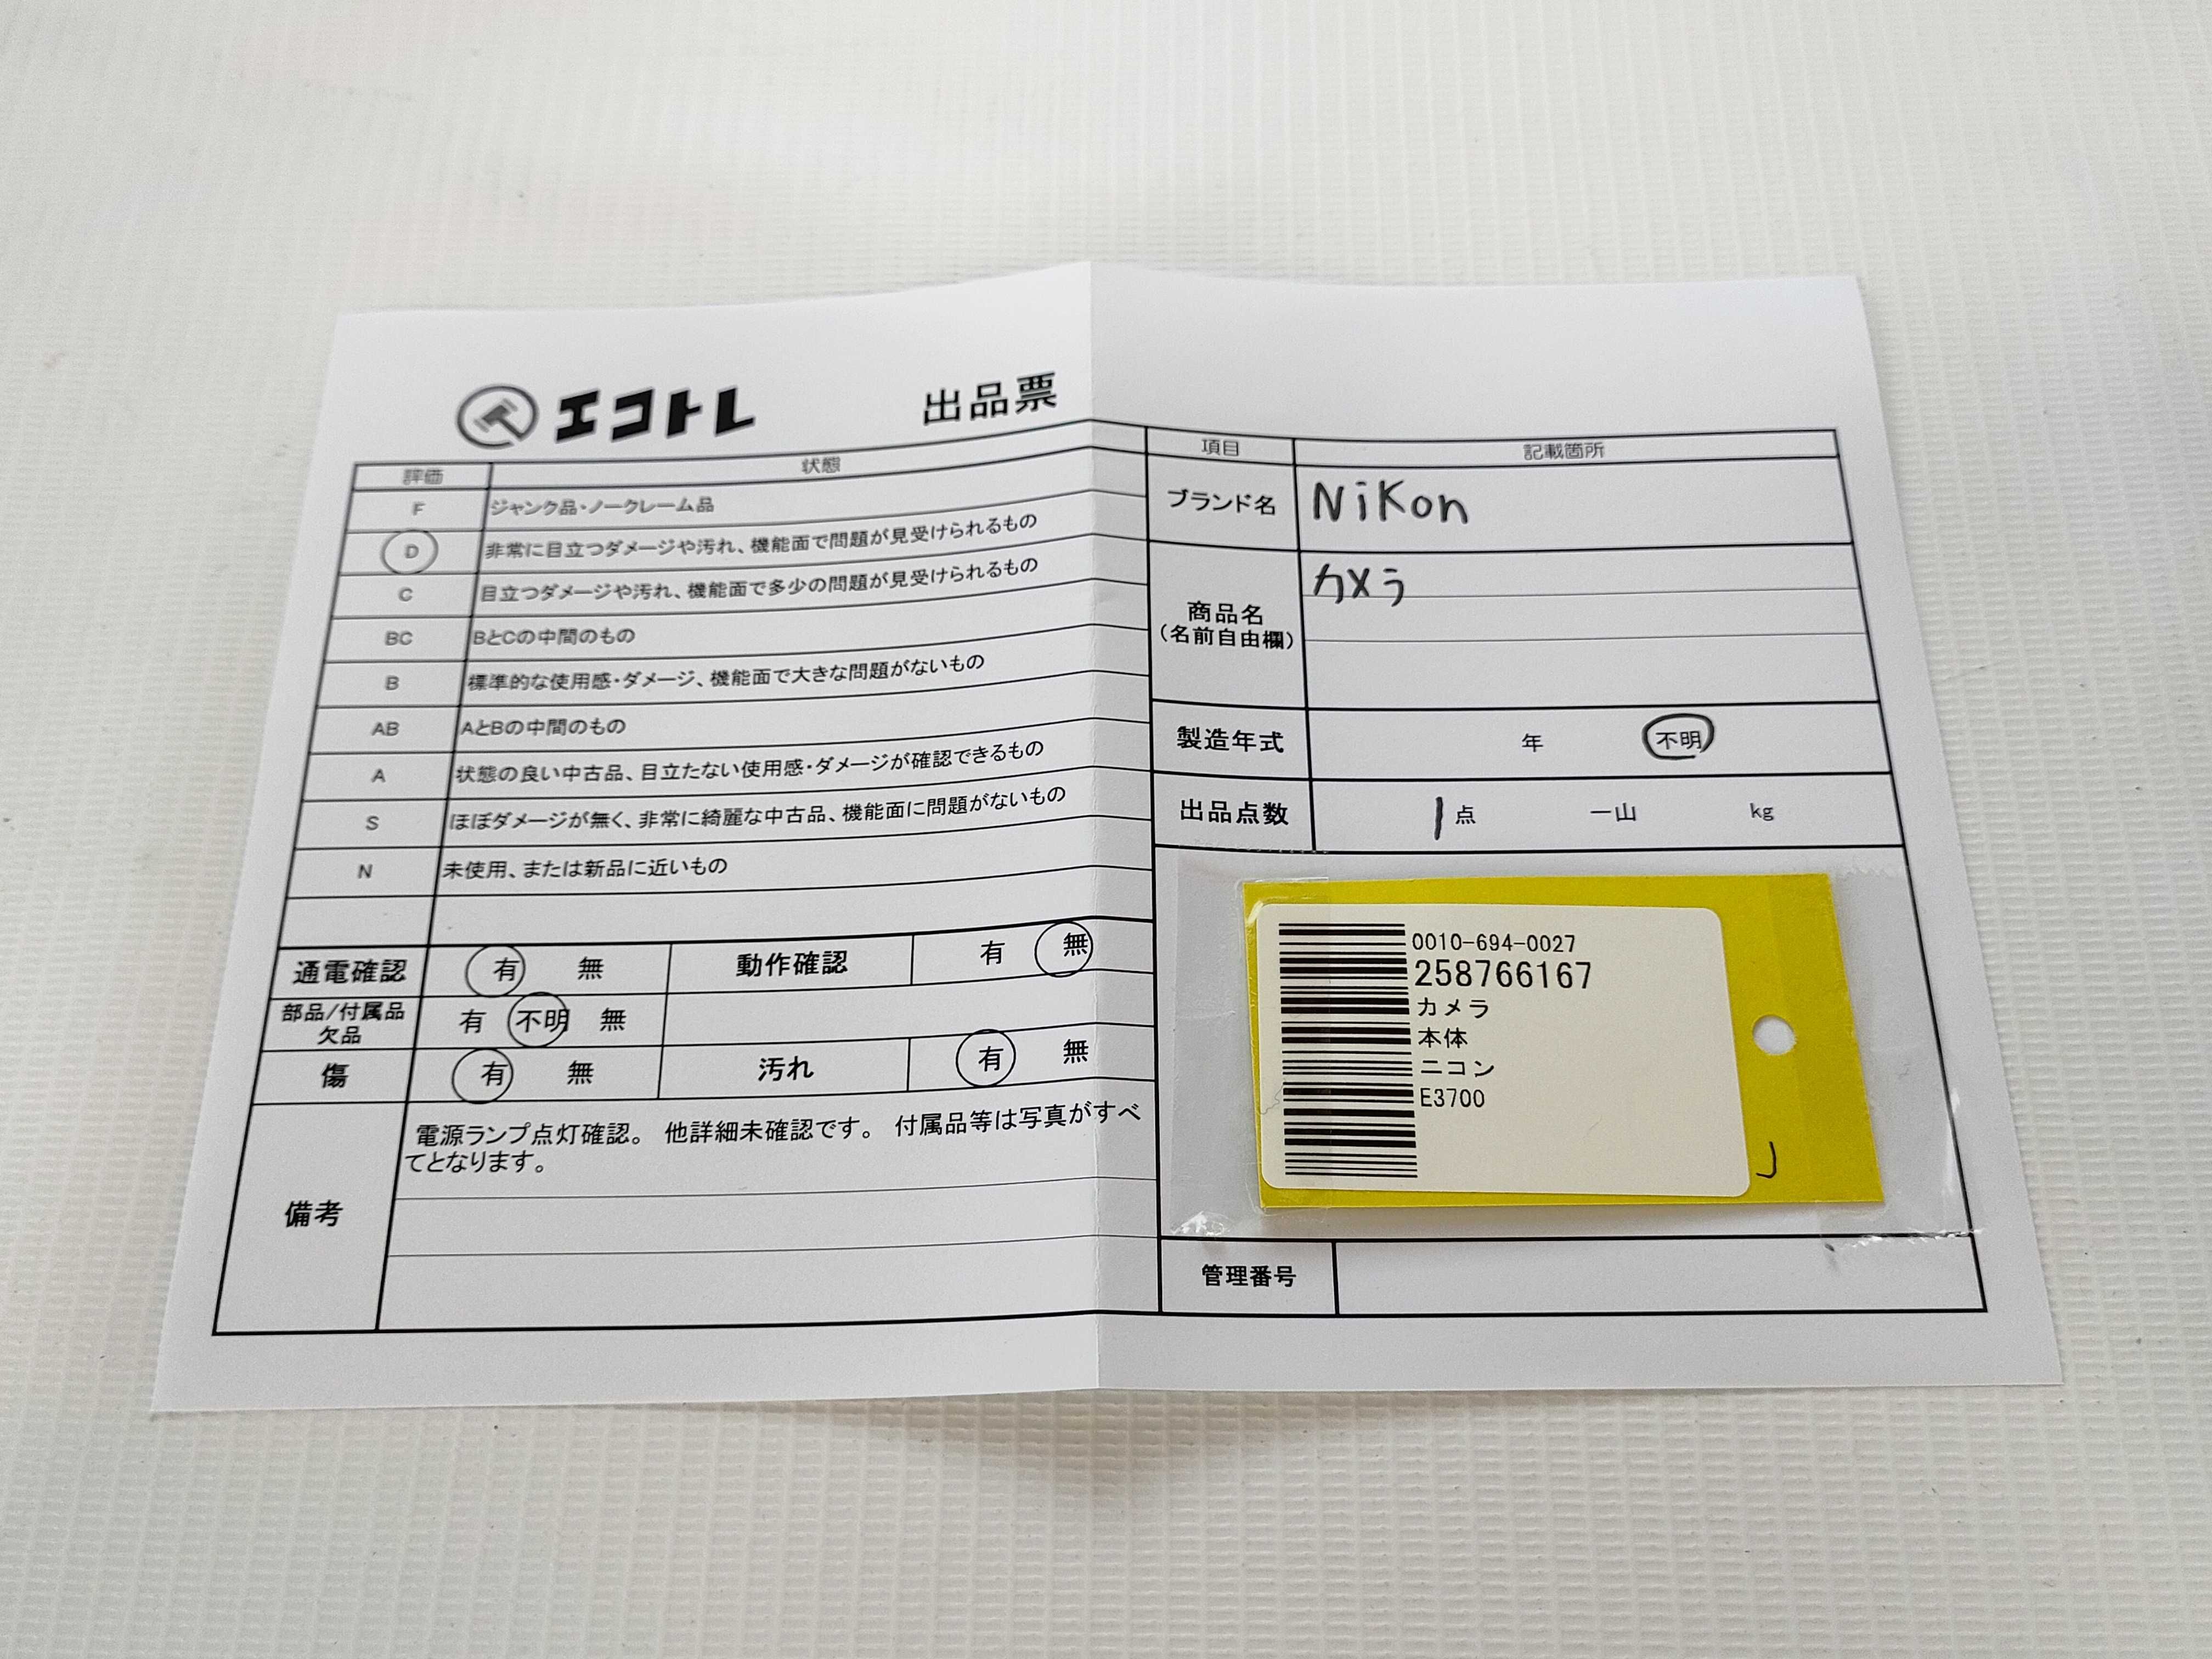 エコトレ 出品票
評価 状態
F ジャンク品・ノークレーム品
D 非常に目立つダメージや汚れ、機能面で問題が見受けられるもの
C 目立つダメージや汚れ、機能面で多少の問題が見受けられるもの
BC BとCの中間のもの
B 標準的な使用感・ダメージ、機能面で大きな問題がないもの
AB AとBの中間のもの
A 状態の良い中古品、目立たない使用感・ダメージが確認できるもの
S ほぼダメージが無く、非常に綺麗な中古品、機能面に問題がないもの
N 未使用、または新品に近いもの
通電確認 有 無 動作確認 有 無
部品/付属品
欠品 有 不明 無
傷 有 無 汚れ 有 無
備考
電源ランプ点灯確認。 他詳細未確認です。 付属品等は写真がすべ
てとなります。
項目 記載箇所
ブランド名 Nikon
商品名
(名前自由欄)
カメラ
製造年式 年 不明
出品点数 1点 一山 kg
0010-694-0027
258766167
カメラ
本体
ニコン
E3700
管理番号